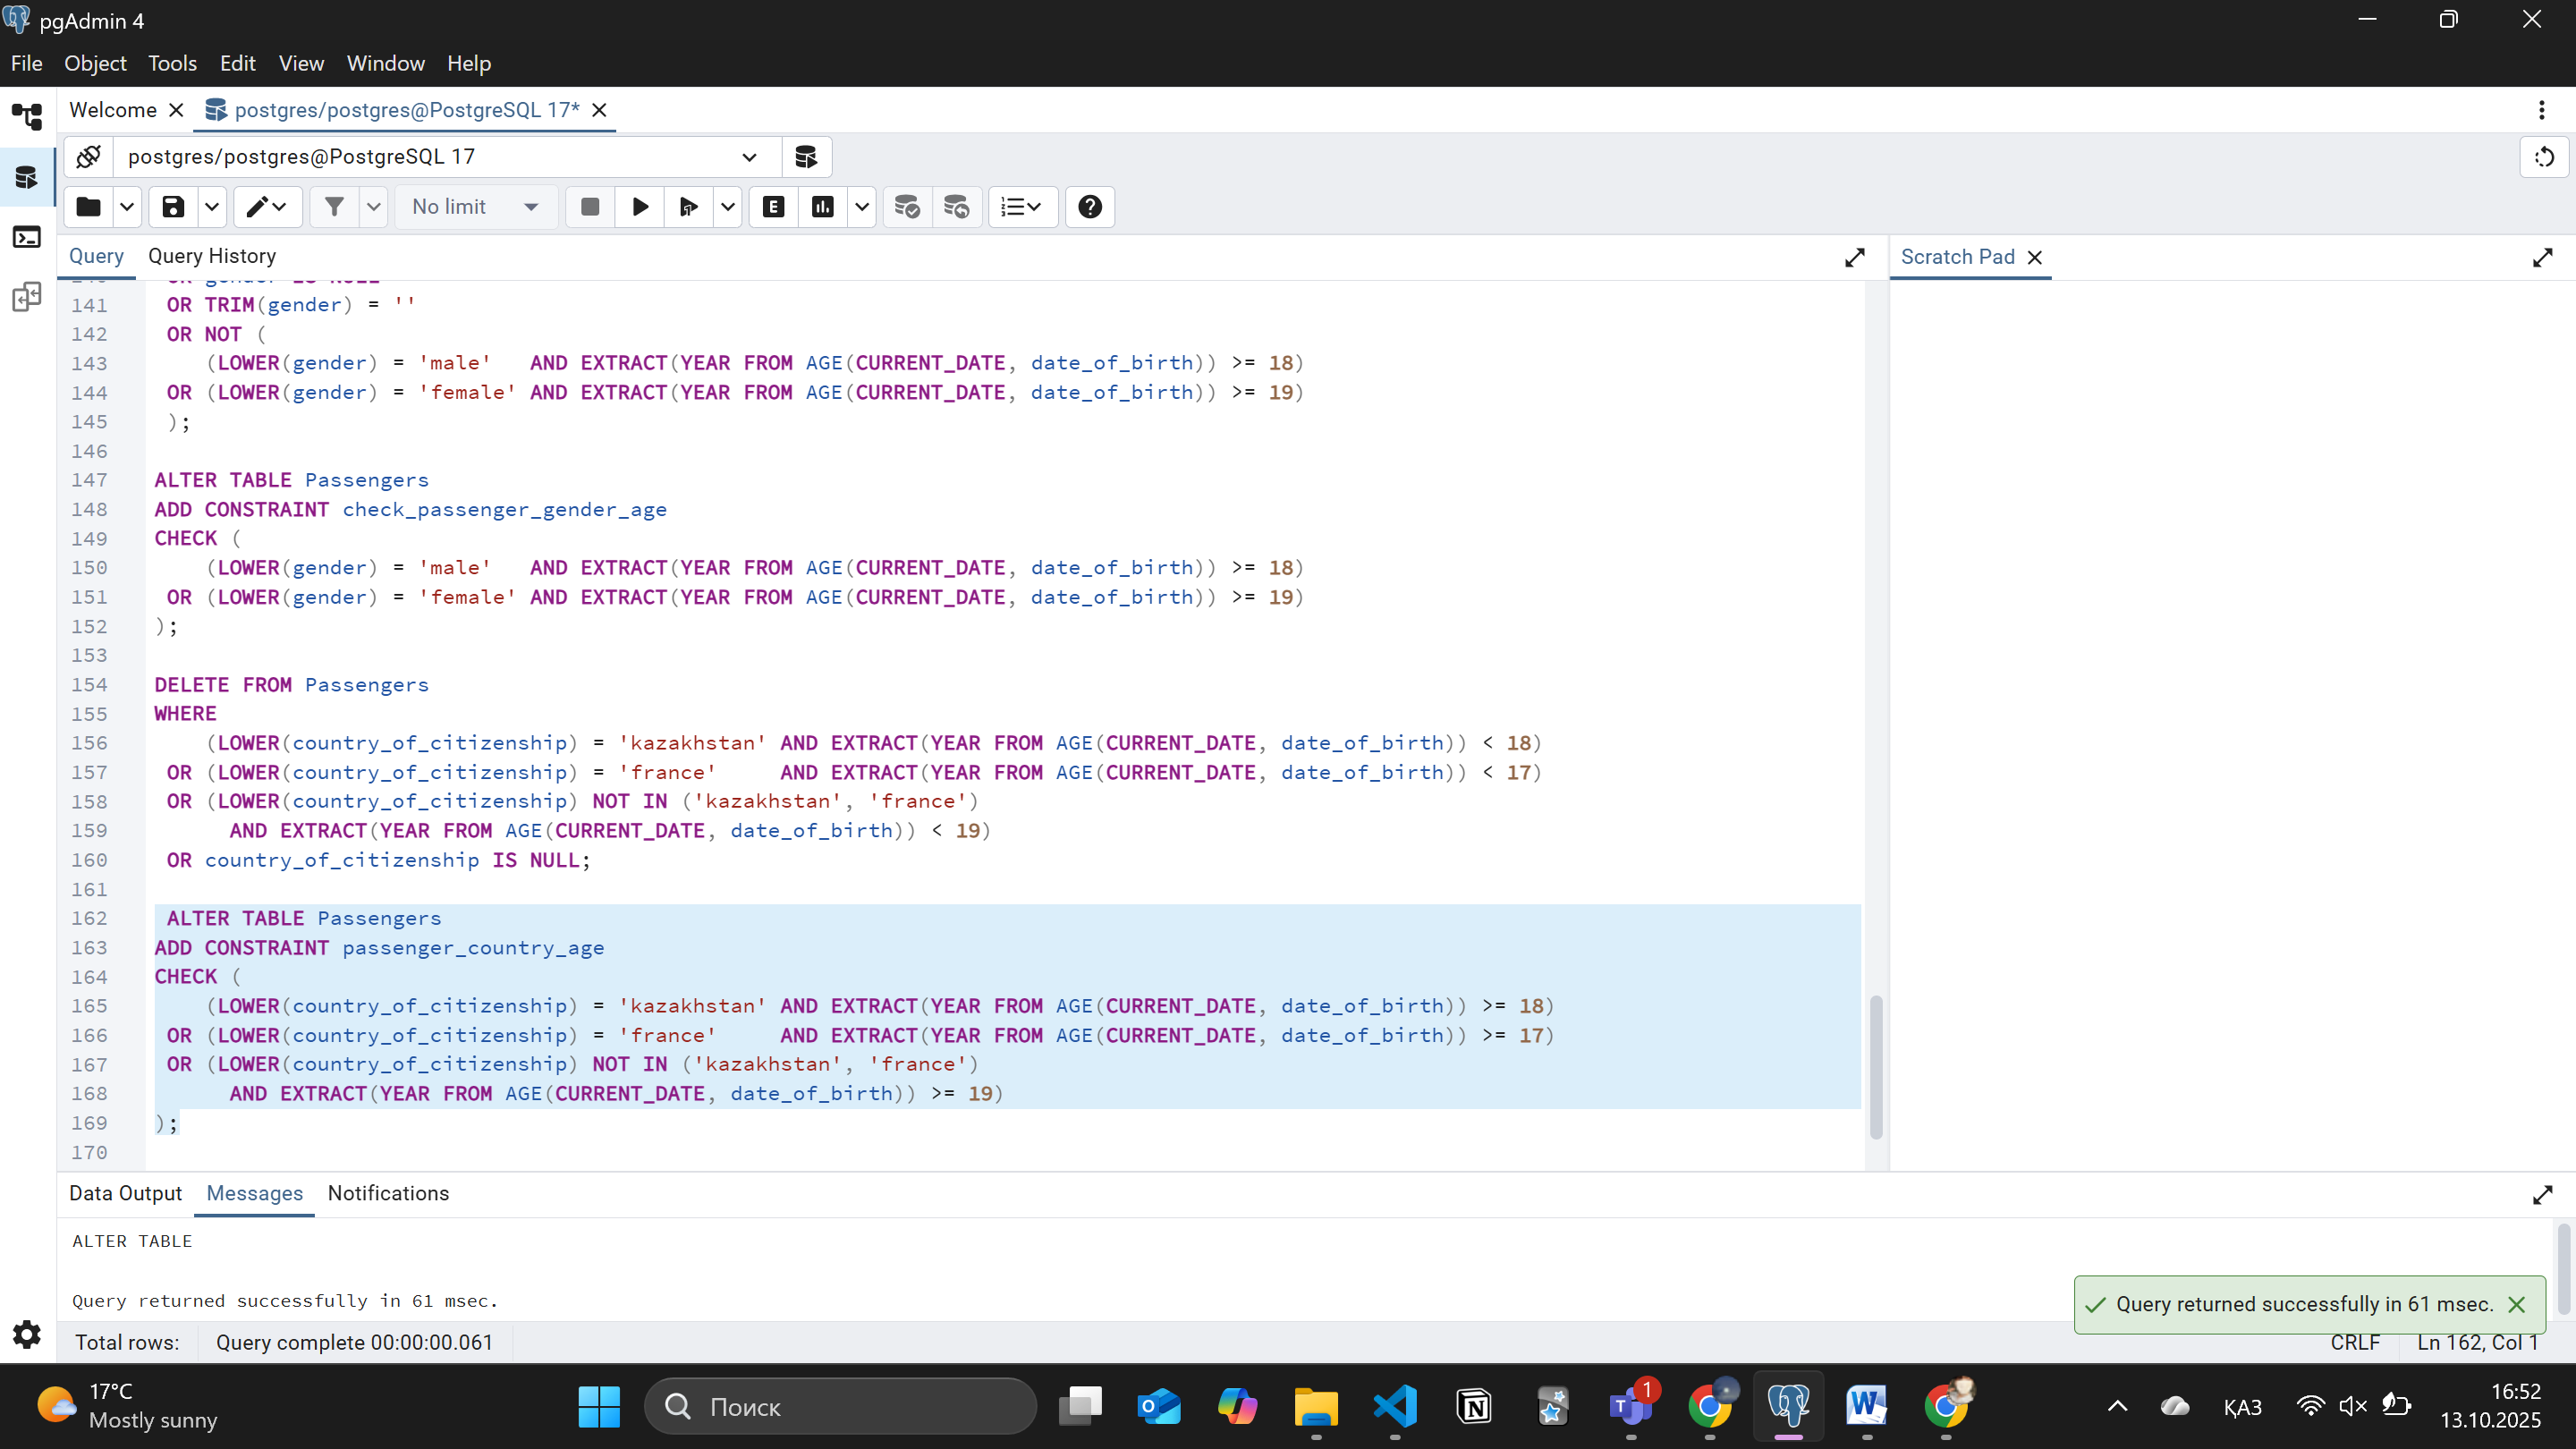 pgAdmin 4
File Object Tools Edit View Window Help
Welcome postgres/postgres@PostgreSQL 17*
postgres/postgres@PostgreSQL 17
No limit
Query Query History Scratch Pad
141 OR TRIM(gender) = ''
142 OR NOT (
143 (LOWER(gender) = 'male' AND EXTRACT(YEAR FROM AGE(CURRENT_DATE, date_of_birth)) >= 18)
144 OR (LOWER(gender) = 'female' AND EXTRACT(YEAR FROM AGE(CURRENT_DATE, date_of_birth)) >= 19)
145 );
146
147 ALTER TABLE Passengers
148 ADD CONSTRAINT check_passenger_gender_age
149 CHECK (
150 (LOWER(gender) = 'male' AND EXTRACT(YEAR FROM AGE(CURRENT_DATE, date_of_birth)) >= 18)
151 OR (LOWER(gender) = 'female' AND EXTRACT(YEAR FROM AGE(CURRENT_DATE, date_of_birth)) >= 19)
152 );
153
154 DELETE FROM Passengers
155 WHERE
156 (LOWER(country_of_citizenship) = 'kazakhstan' AND EXTRACT(YEAR FROM AGE(CURRENT_DATE, date_of_birth)) < 18)
157 OR (LOWER(country_of_citizenship) = 'france' AND EXTRACT(YEAR FROM AGE(CURRENT_DATE, date_of_birth)) < 17)
158 OR (LOWER(country_of_citizenship) NOT IN ('kazakhstan', 'france')
159 AND EXTRACT(YEAR FROM AGE(CURRENT_DATE, date_of_birth)) < 19)
160 OR country_of_citizenship IS NULL;
161
162 ALTER TABLE Passengers
163 ADD CONSTRAINT passenger_country_age
164 CHECK (
165 (LOWER(country_of_citizenship) = 'kazakhstan' AND EXTRACT(YEAR FROM AGE(CURRENT_DATE, date_of_birth)) >= 18)
166 OR (LOWER(country_of_citizenship) = 'france' AND EXTRACT(YEAR FROM AGE(CURRENT_DATE, date_of_birth)) >= 17)
167 OR (LOWER(country_of_citizenship) NOT IN ('kazakhstan', 'france')
168 AND EXTRACT(YEAR FROM AGE(CURRENT_DATE, date_of_birth)) >= 19)
169 );
170
Data Output Messages Notifications
ALTER TABLE
Query returned successfully in 61 msec.
Query returned successfully in 61 msec.
Total rows: Query complete 00:00:00.061 CRLF Ln 162, Col 1
17°C
Mostly sunny
Поиск
1
ҚАЗ
16:52
13.10.2025